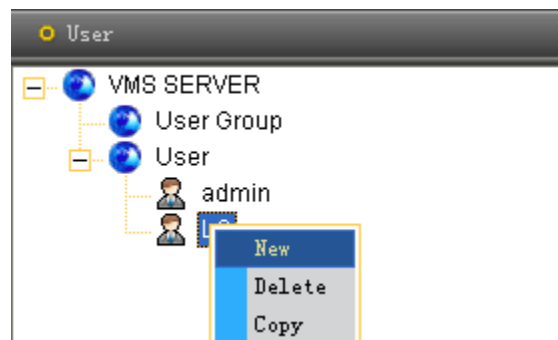 User
VMS SERVER
User Group
User
admin
New
Delete
Copy